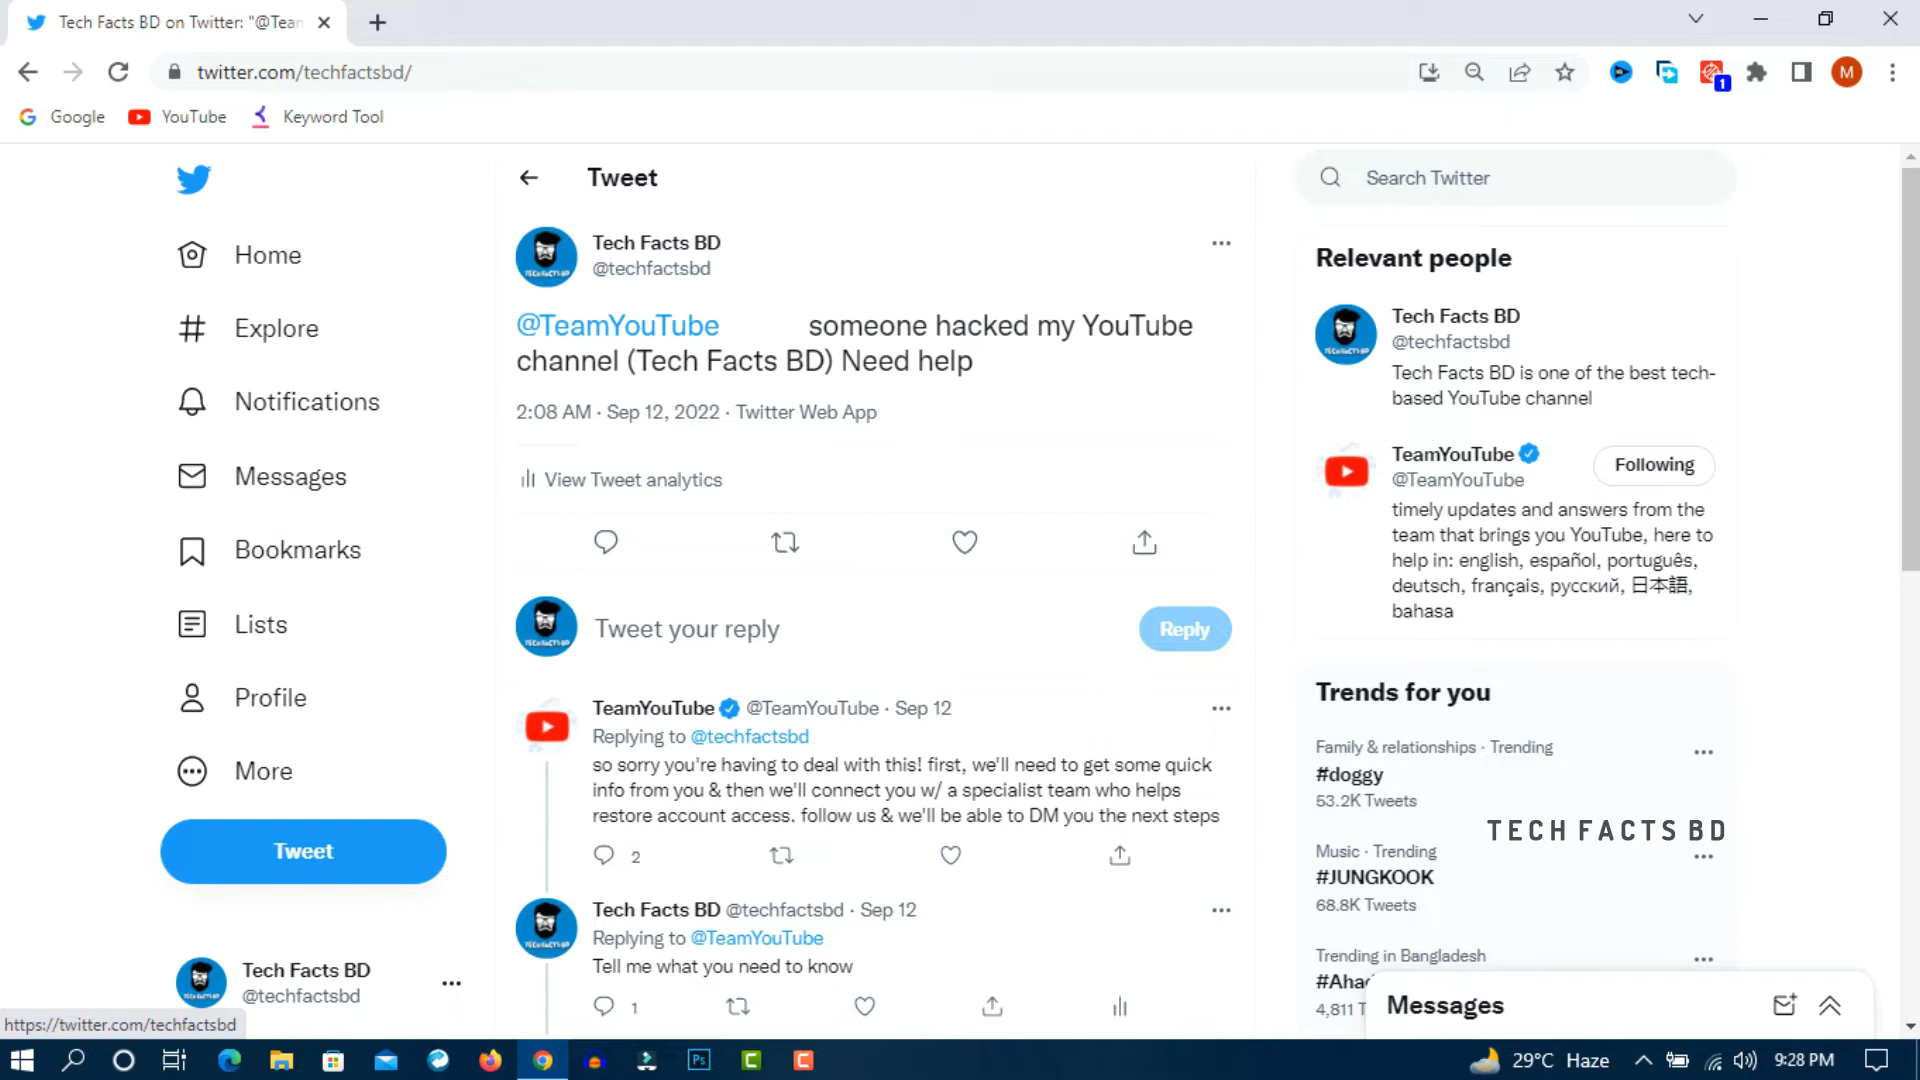 Tech Facts BD on Twitter: "@Tean
twitter.com/techfactsbd/
1
M
Google
YouTube
Keyword Tool
Home
Explore
Notifications
Messages
Bookmarks
Lists
Profile
More
Tweet
Tech Facts BD
@techfactsbd
https://twitter.com/techfactsbd
Tweet
Tech Facts BD
@techfactsbd
@TeamYouTube someone hacked my YouTube
channel (Tech Facts BD) Need help
2:08 AM · Sep 12, 2022 · Twitter Web App
View Tweet analytics
Tweet your reply
Reply
TeamYouTube @TeamYouTube · Sep 12
Replying to @techfactsbd
so sorry you're having to deal with this! first, we'll need to get some quick
info from you & then we'll connect you w/ a specialist team who helps
restore account access. follow us & we'll be able to DM you the next steps
2
Tech Facts BD @techfactsbd · Sep 12
Replying to @TeamYouTube
Tell me what you need to know
1
Search Twitter
Relevant people
Tech Facts BD
@techfactsbd
Tech Facts BD is one of the best tech-
based YouTube channel
TeamYouTube
@TeamYouTube
Following
timely updates and answers from the
team that brings you YouTube, here to
help in: english, español, português,
deutsch, français, русский, 日本語,
bahasa
Trends for you
Family & relationships · Trending
#doggy
53.2K Tweets
TECH FACTS BD
Music · Trending
#JUNGKOOK
68.8K Tweets
Trending in Bangladesh
#Aha
4,811 T
Messages
Ps
C
C
29°C Haze
9:28 PM